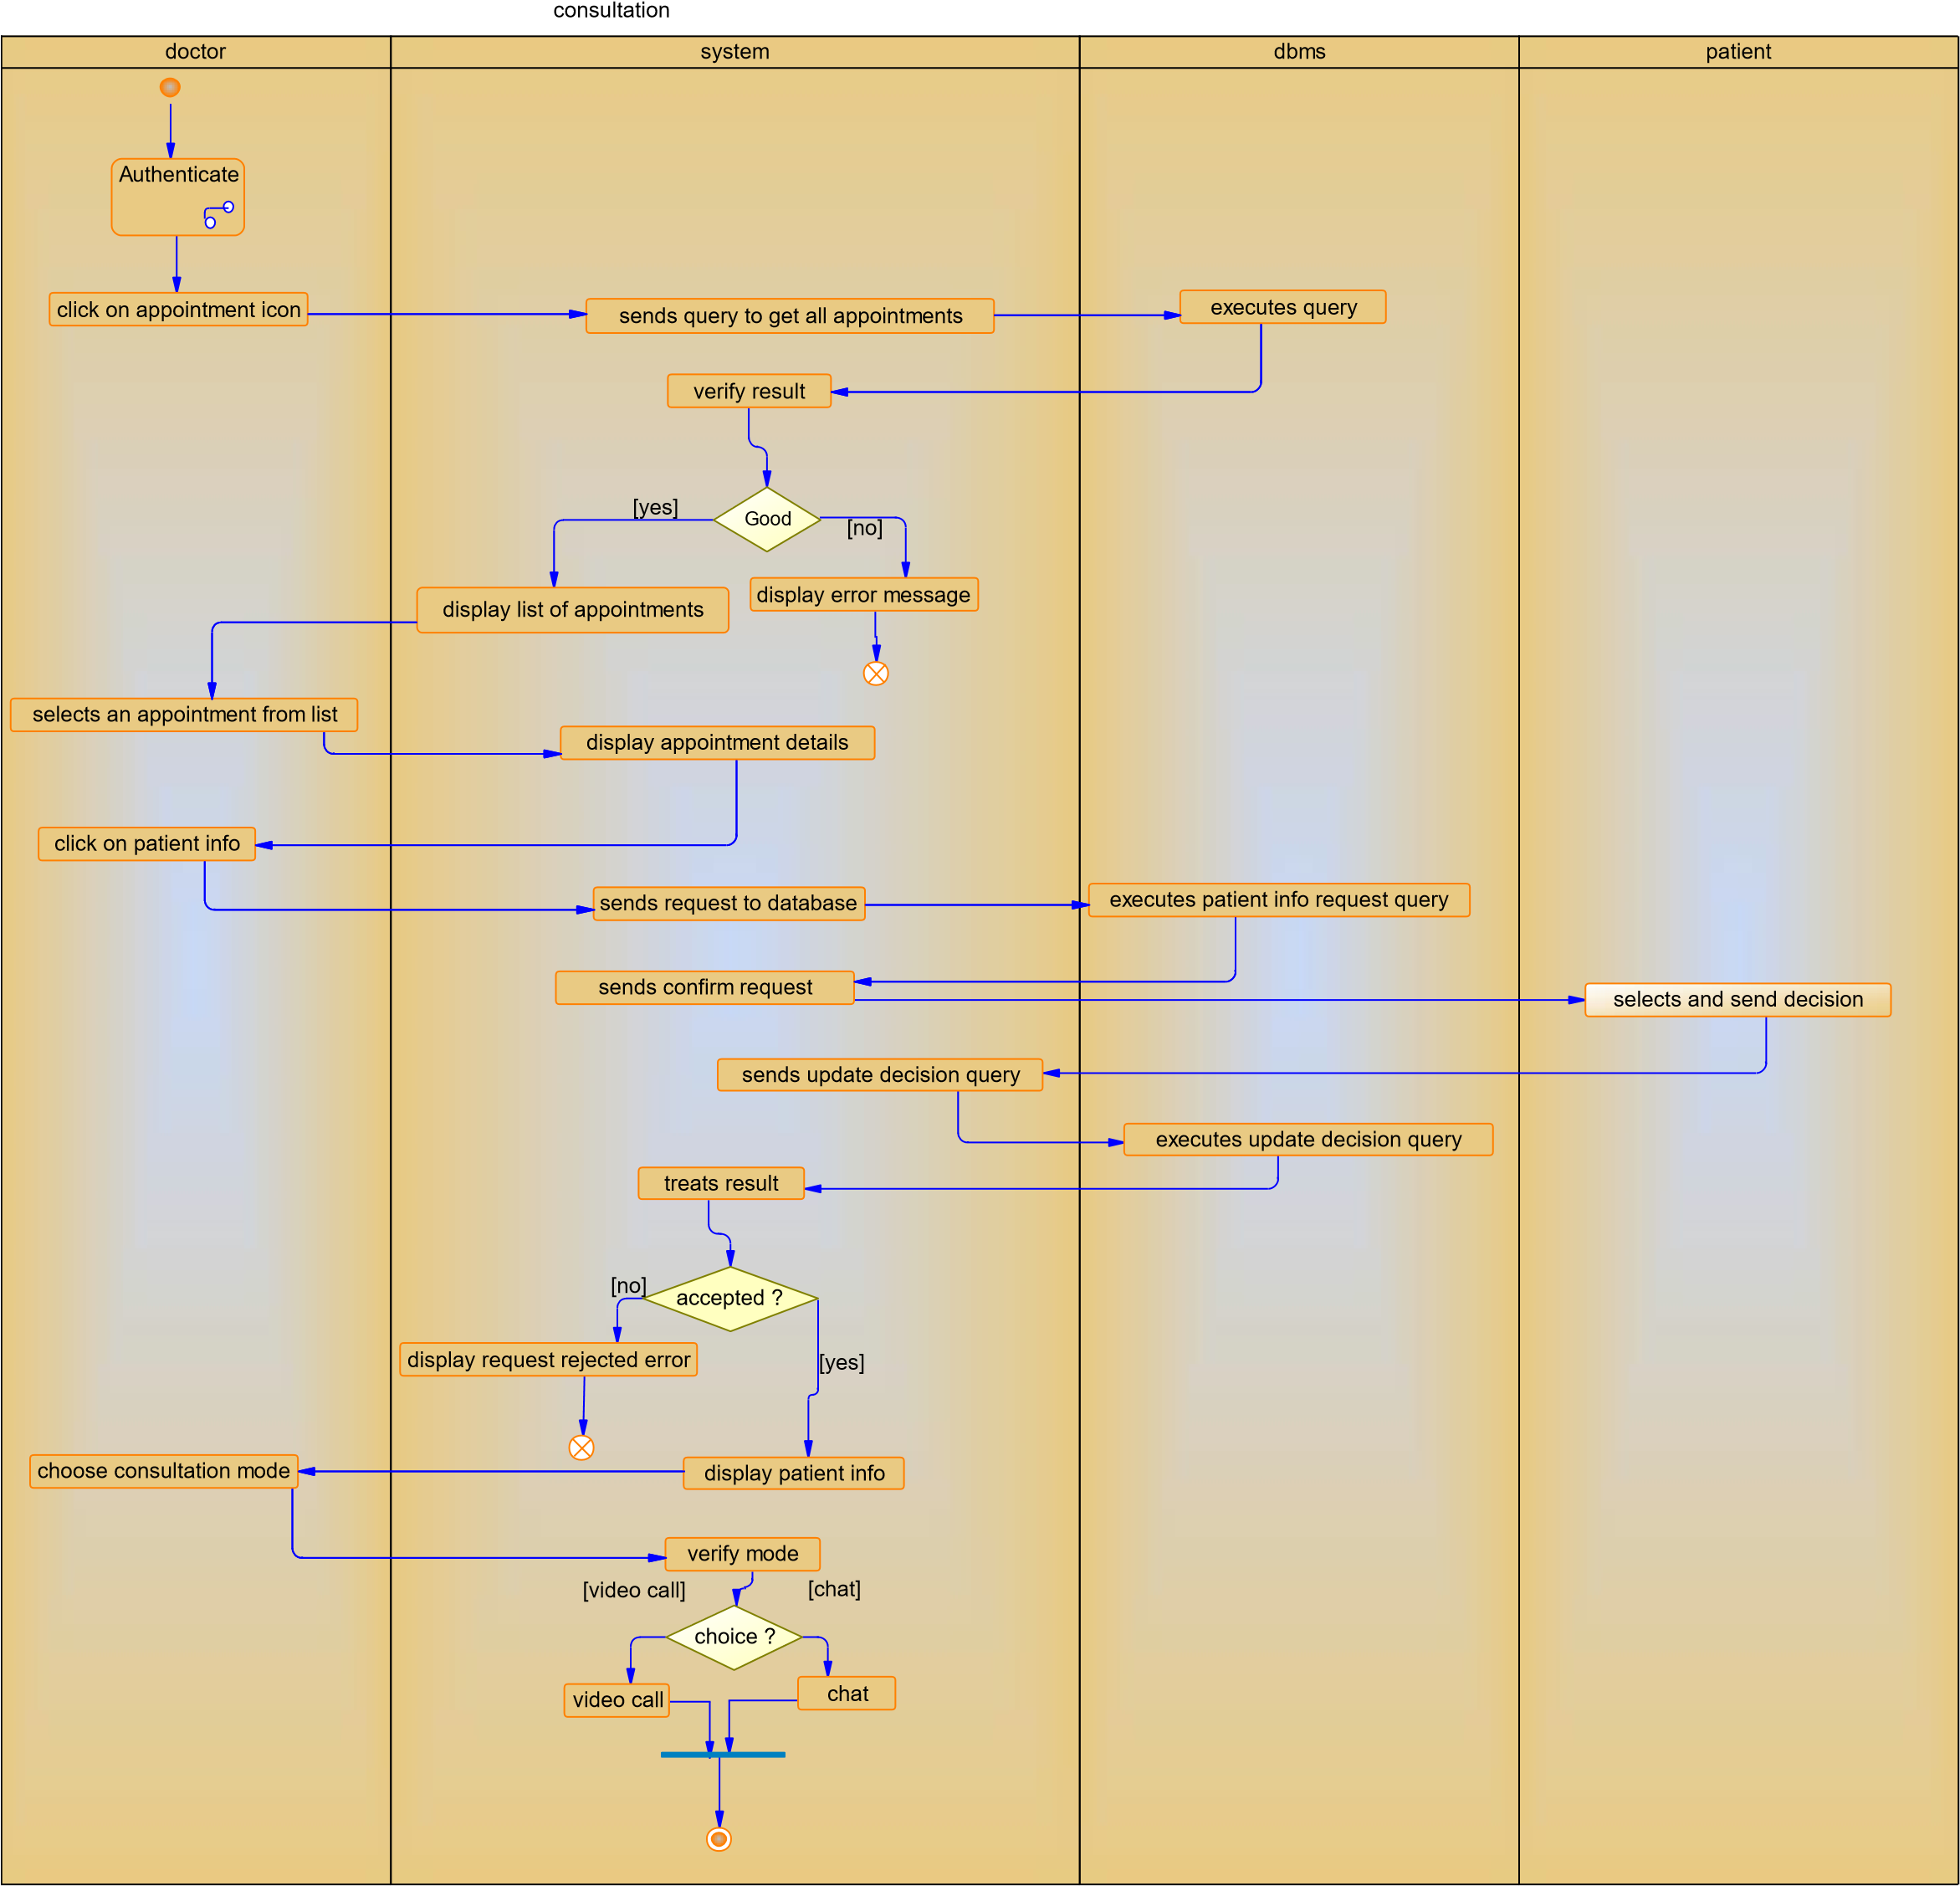 consultation
doctor
system
dbms
patient
Authenticate
click on appointment icon
sends query to get all appointments
executes query
verify result
[yes]
Good
[no]
display list of appointments
display error message
selects an appointment from list
display appointment details
click on patient info
sends request to database
executes patient info request query
sends confirm request
selects and send decision
sends update decision query
executes update decision query
treats result
[no]
accepted ?
display request rejected error
[yes]
choose consultation mode
display patient info
verify mode
[video call]
[chat]
choice ?
video call
chat